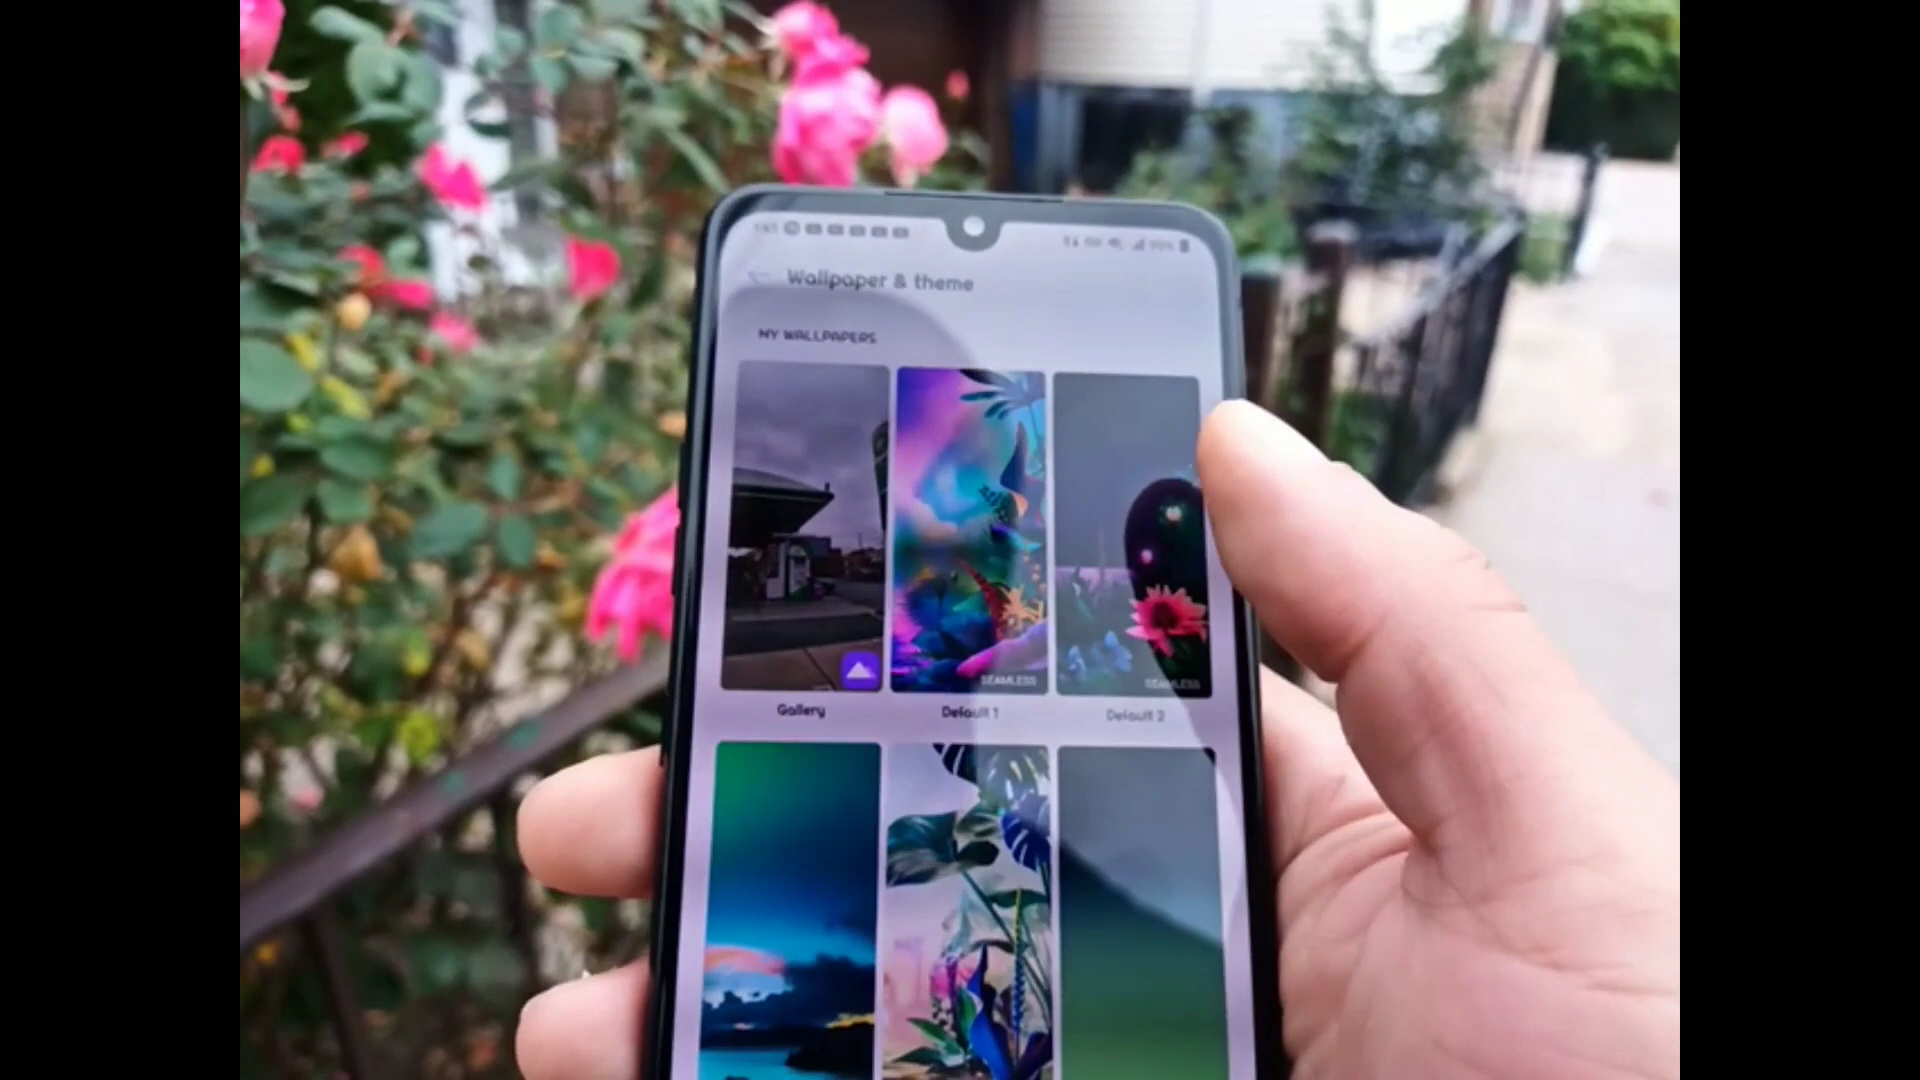 Wallpaper & theme
MY WALLPAPERS
SEAMLESS
SEAMLESS
Gallery
Default 1
Default 2